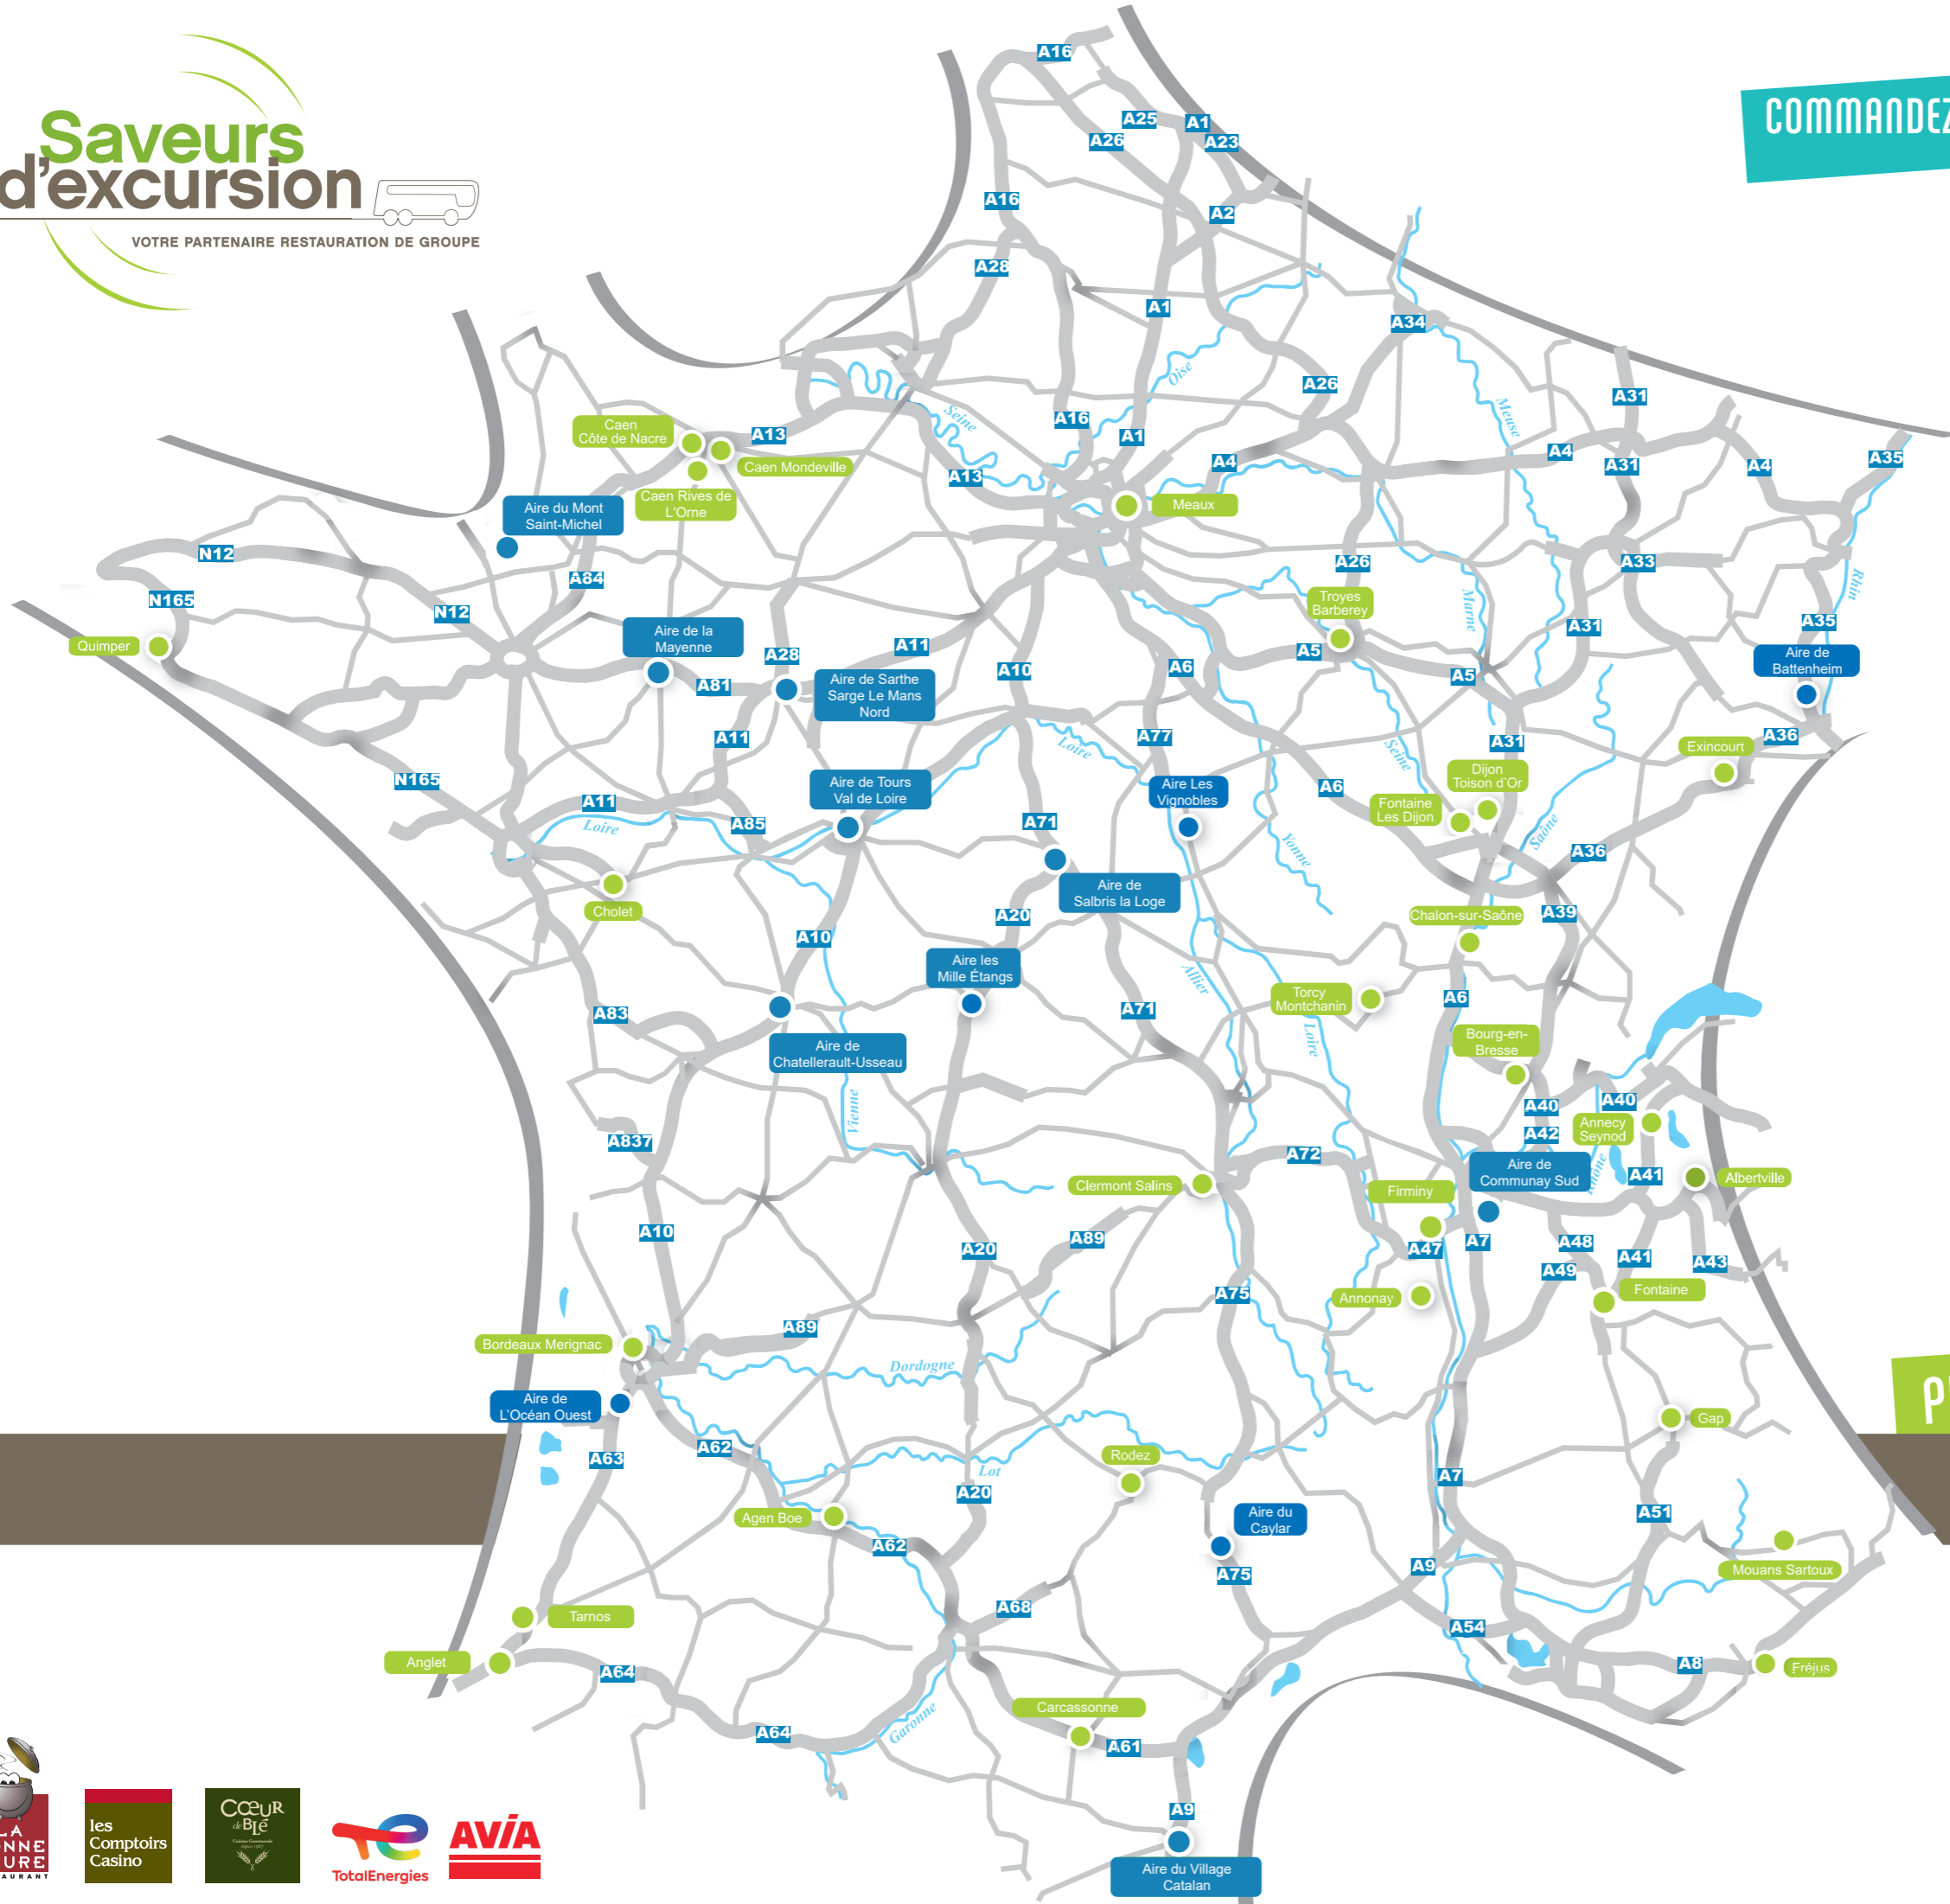 Saveurs
d'excursion
VOTRE PARTENAIRE RESTAURATION DE GROUPE
COMMANDEZ
A16
A25
A1
A26
A23
A16
A2
A28
A1
A34
Oise
A26
A31
Meuse
A16
Seine
A13
A1
Caen
Côte de Nacre
Caen Mondeville
A4
A31
A4
A4
A35
A13
Caen Rives de
L'Orne
Meaux
Aire du Mont
Saint-Michel
N12
A84
A26
A33
Rhin
N165
N12
Troyes
Barberey
Marne
A31
A35
Quimper
Aire de la
Mayenne
A28
A11
A10
A6
A5
A5
Aire de
Battenheim
A81
Aire de Sarthe
Sarge Le Mans
Nord
A11
Loire
A77
Seine
A31
Exincourt
A36
N165
Aire de Tours
Val de Loire
Aire Les
Vignobles
A6
Dijon
Toison d'Or
Fontaine
Les Dijon
A11
Loire
A85
A71
Yonne
Saône
A36
Cholet
Aire de
Salbris la Loge
A20
Chalon-sur-Saône
A39
A10
Aire les
Mille Étangs
Allier
Torcy
Montchanin
A6
A83
A71
Loire
Bourg-en-
Bresse
Aire de
Chatellerault-Usseau
Vienne
A40
A40
A837
A42
Annecy
Seynod
A72
Aire de
Communay Sud
Rhône
A41
Albertville
Clermont Salins
Firminy
A10
A20
A89
A47
A7
A48
A41
A43
A49
Fontaine
A75
Annonay
Bordeaux Merignac
A89
Dordogne
Aire de
L'Océan Ouest
Gap
A63
A62
Lot
Rodez
A7
A20
A51
Agen Boe
Aire du
Caylar
A62
A75
A9
Mouans Sartoux
Tarnos
A68
A54
Anglet
A64
A8
Fréjus
Carcassonne
A64
Garonne
A61
A9
Aire du Village
Catalan
les
Comptoirs
Casino
CŒUR
de BLé
Cuisine Gourmande
depuis 1987
TotalEnergies
AVIA